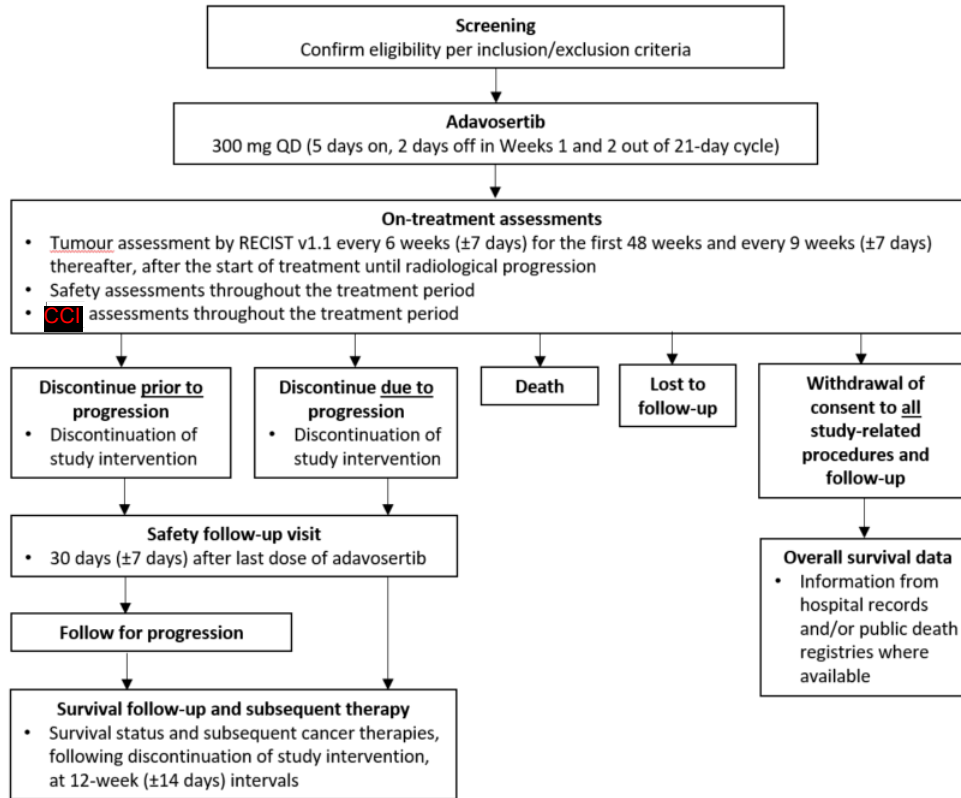 Screening
Confirm eligibility per inclusion/exclusion criteria
Adavosertib
300 mg QD (5 days on, 2 days off in Weeks 1 and 2 out of 21-day cycle)
On-treatment assessments
• Tumour assessment by RECIST v1.1 every 6 weeks (±7 days) for the first 48 weeks and every 9 weeks (±7 days)
thereafter, after the start of treatment until radiological progression
• Safety assessments throughout the treatment period
• CCI assessments throughout the treatment period
Discontinue prior to
progression
• Discontinuation of
study intervention
Discontinue due to
progression
• Discontinuation of
study intervention
Death
Lost to
follow-up
Withdrawal of
consent to all
study-related
procedures and
follow-up
Safety follow-up visit
• 30 days (±7 days) after last dose of adavosertib
Overall survival data
• Information from
hospital records
and/or public death
registries where
available
Follow for progression
Survival follow-up and subsequent therapy
• Survival status and subsequent cancer therapies,
following discontinuation of study intervention,
at 12-week (±14 days) intervals